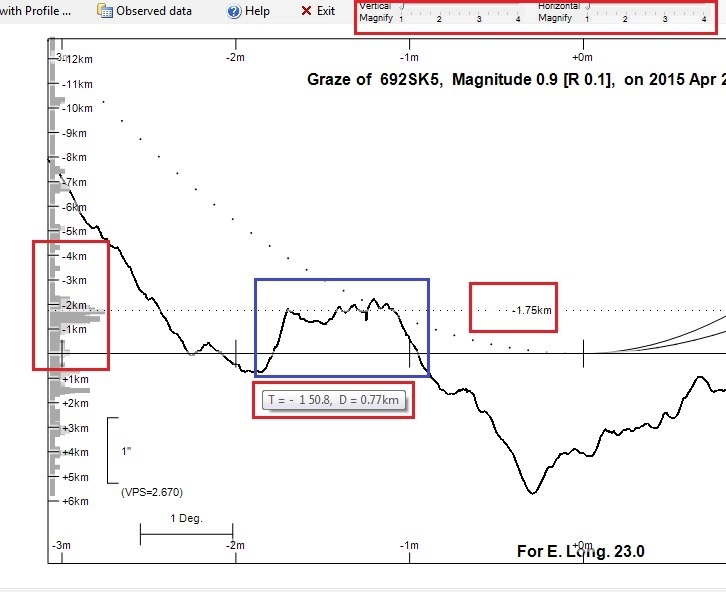 with Profile ... Observed data Help Exit Vertical Magnify 1 2 3 4 Horizontal Magnify 1 2 3 4
-3m -2m -1m +0m
Graze of 692SK5, Magnitude 0.9 [R 0.1], on 2015 Apr 2
-12km
-11km
-10km
-9km
-8km
-7km
-6km
-5km
-4km
-3km
-2km
-1.75km
-1km
+1km
T = - 1 50.8, D = 0.77km
+2km
+3km
+4km
1"
+5km
(VPS=2.670)
+6km
1 Deg.
-3m -2m -1m +0m
For E. Long. 23.0